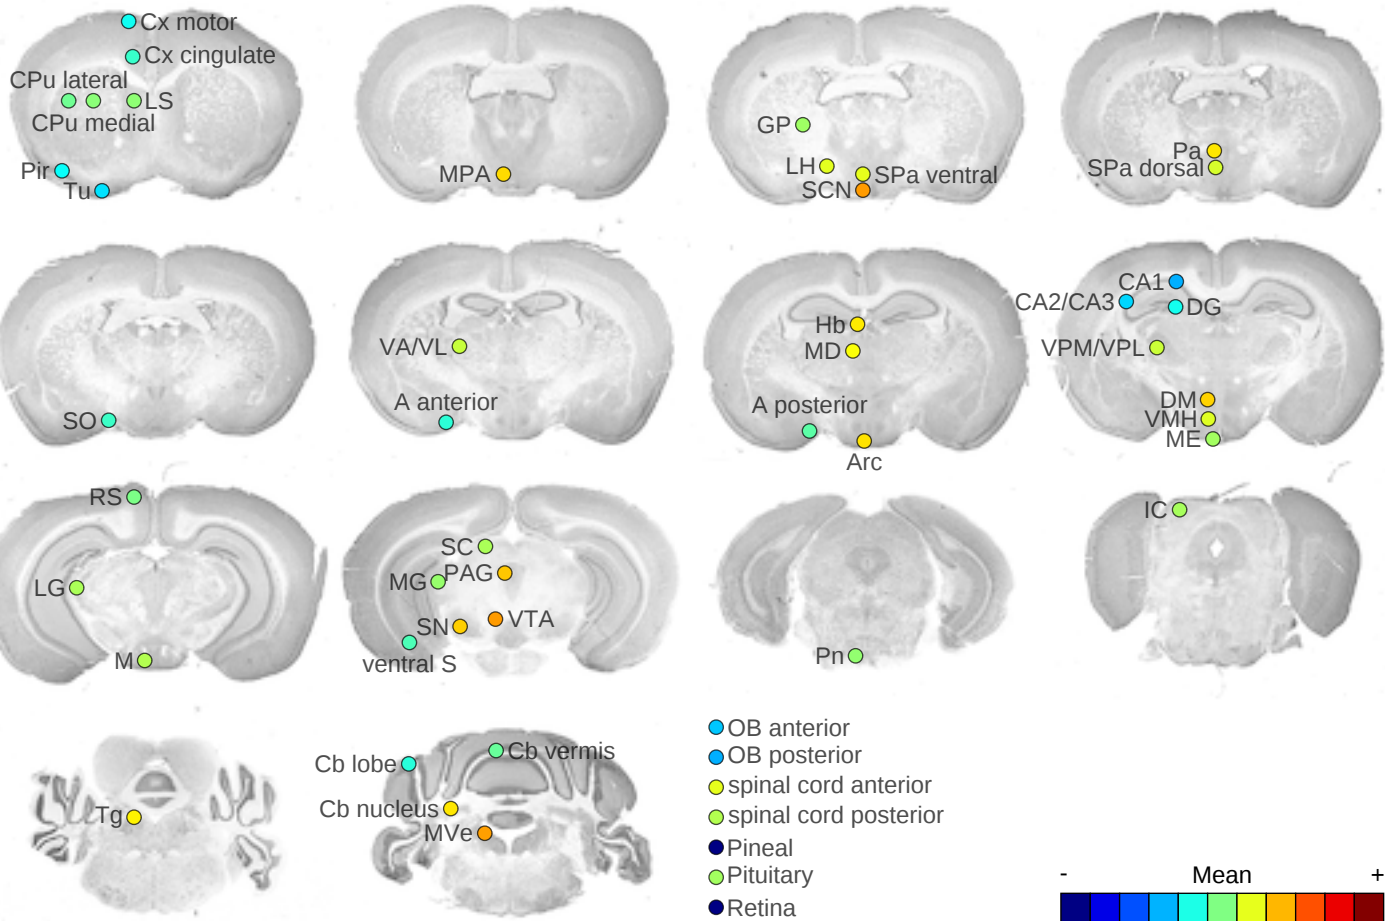 Cx motor
Cx cingulate
CPu lateral
LS
CPu medial
Pir
Tu
MPA
GP
LH
SPa ventral
SCN
Pa
SPa dorsal
SO
VA/VL
A anterior
Hb
MD
A posterior
Arc
CA1
CA2/CA3
DG
VPM/VPL
DM
VMH
ME
RS
LG
M
SC
MG
PAG
SN
VTA
ventral S
Pn
IC
Tg
Cb lobe
Cb vermis
Cb nucleus
MVe
OB anterior
OB posterior
spinal cord anterior
spinal cord posterior
Pineal
Pituitary
Retina
- Mean +